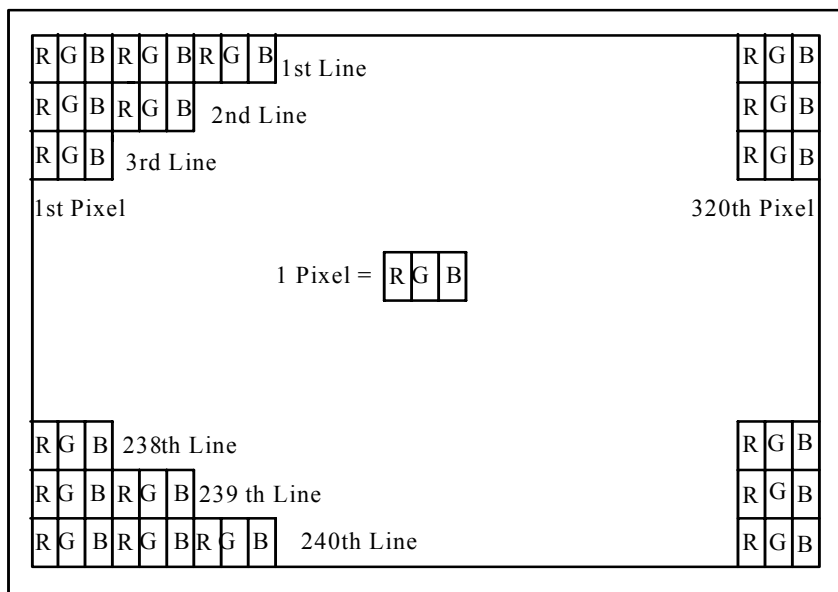 R G B R G B R G B 1st Line R G B
R G B R G B 2nd Line R G B
R G B 3rd Line R G B
1st Pixel 320th Pixel
1 Pixel = R G B
R G B 238th Line R G B
R G B R G B 239 th Line R G B
R G B R G B R G B 240th Line R G B